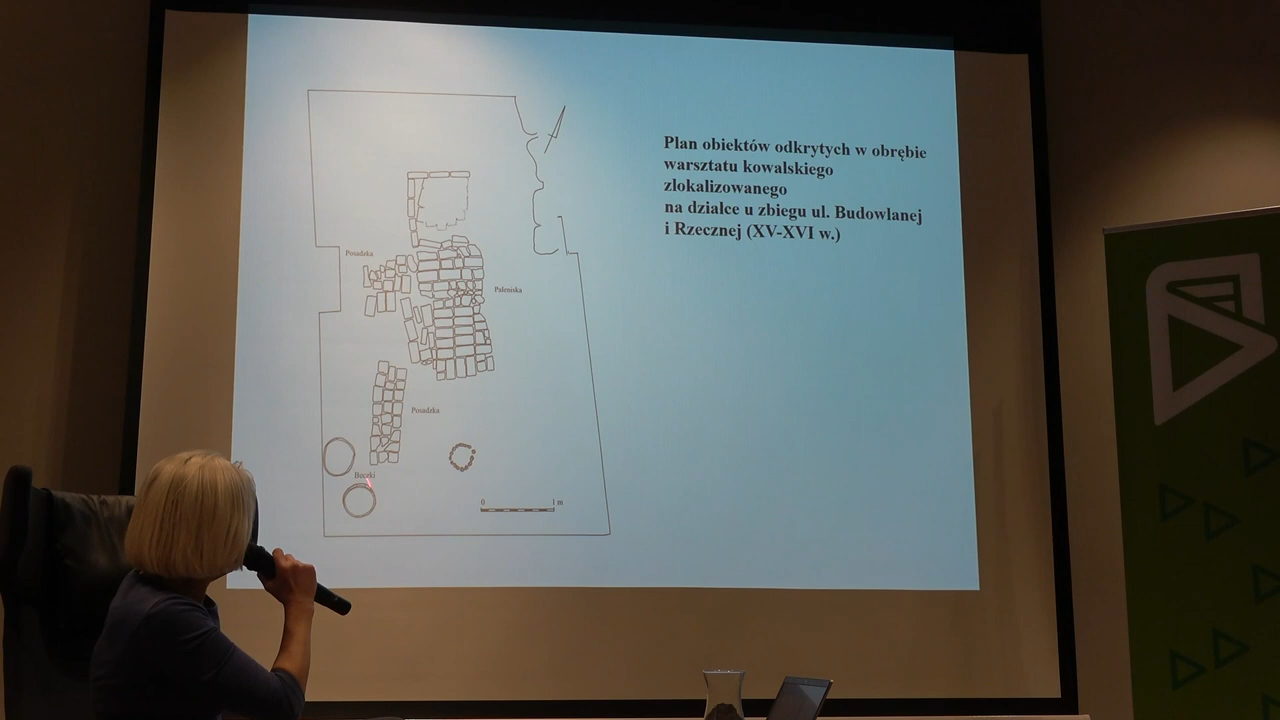 Plan obiektów odkrytych w obrębie
warsztatu kowalskiego
zlokalizowanego
na działce u zbiegu ul. Budowlanej
i Rzecznej (XV-XVI w.)
Posadzka
Paleniska
Posadzka
Beczki
0 1 m